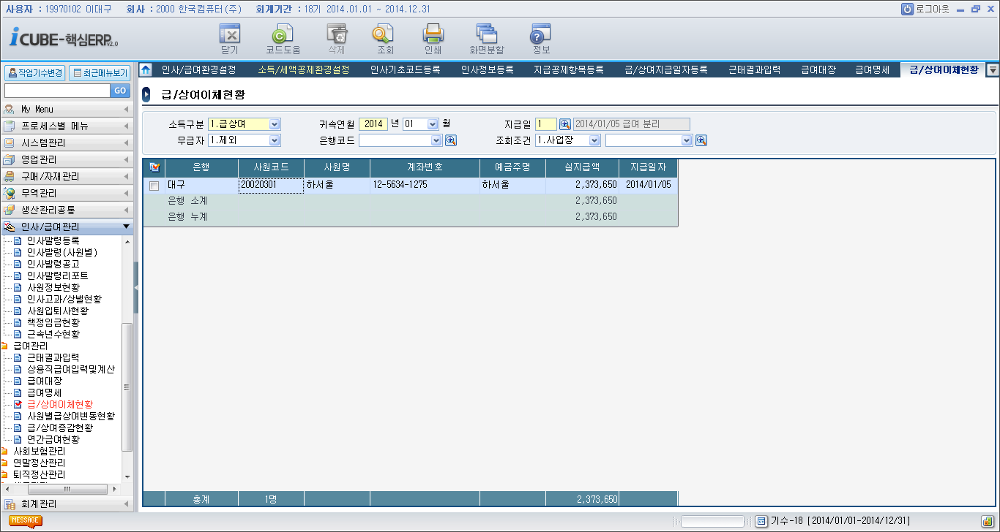 사용자 : 19970102 이대구 회사 : 2000 한국컴퓨터(주) 회계기간 : 18기 2014.01.01 ~ 2014.12.31 로그아웃
iCUBE-핵심ERP v2.0
닫기 코드도움 삭제 조회 인쇄 화면분할 정보
작업기수변경 최근메뉴보기
GO
인사/급여환경설정 소득/세액공제환경설정 인사기초코드등록 인사정보등록 지급공제항목등록 급/상여지급일자등록 근태결과입력 급여대장 급여명세 급/상여이체현황
급/상여이체현황
My Menu
프로세스별 메뉴
시스템관리
영업관리
구매/자재관리
무역관리
생산관리공통
인사/급여관리
인사발령등록
인사발령(사원별)
인사발령공고
인사발령리포트
사원정보현황
인사고과/상벌현황
사원입퇴사현황
책정임금현황
근속년수현황
급여관리
근태결과입력
상용직급여입력및계산
급여대장
급여명세
급/상여이체현황
사원별급상여변동현황
급/상여증감현황
연간급여현황
사회보험관리
연말정산관리
퇴직정산관리
회계관리
MESSAGE
소득구분 1.급상여 귀속연월 2014 년 01 월 지급일 1 2014/01/05 급여 분리
무급자 1.제외 은행코드 조회조건 1.사업장
은행 사원코드 사원명 계좌번호 예금주명 실지급액 지급일자
대구 20020301 하서울 12-5634-1275 하서울 2,373,650 2014/01/05
은행 소계 2,373,650
은행 누계 2,373,650
총계 1명 2,373,650
기수-18 [2014/01/01-2014/12/31]